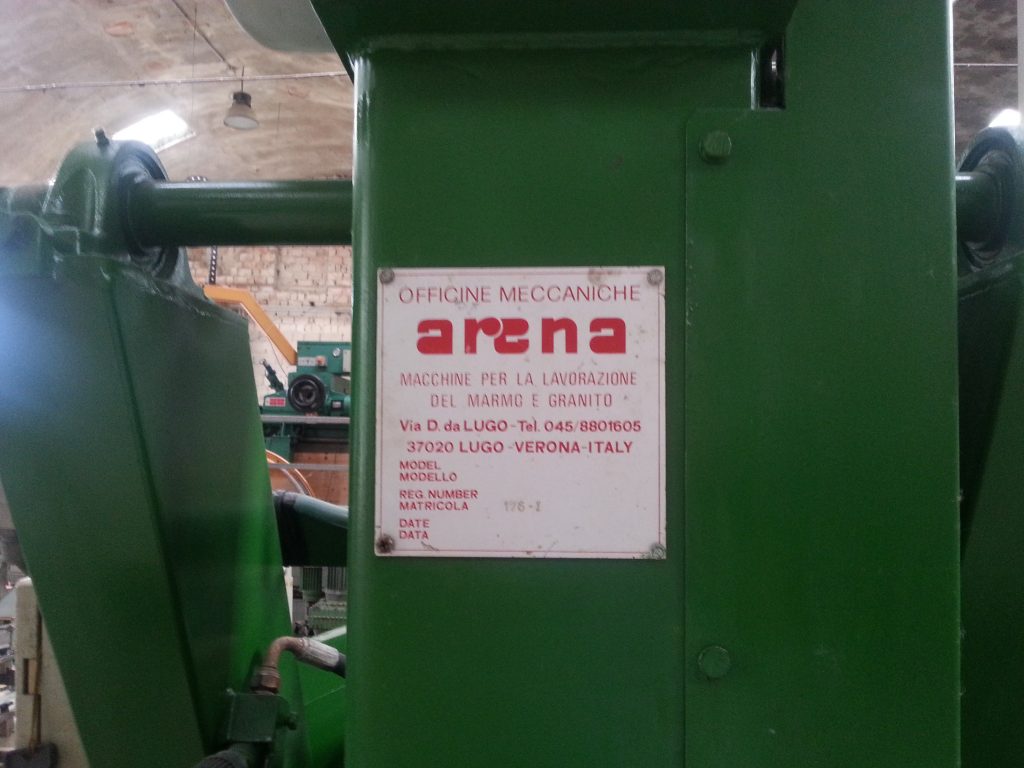 OFFICINE MECCANICHE
arena
MACCHINE PER LA LAVORAZIONE
DEL MARMO E GRANITO
Via D. da LUGO - Tel. 045/8801605
37020 LUGO - VERONA - ITALY
MODEL
MODELLO
REG. NUMBER
MATRICOLA 176-I
DATE
DATA